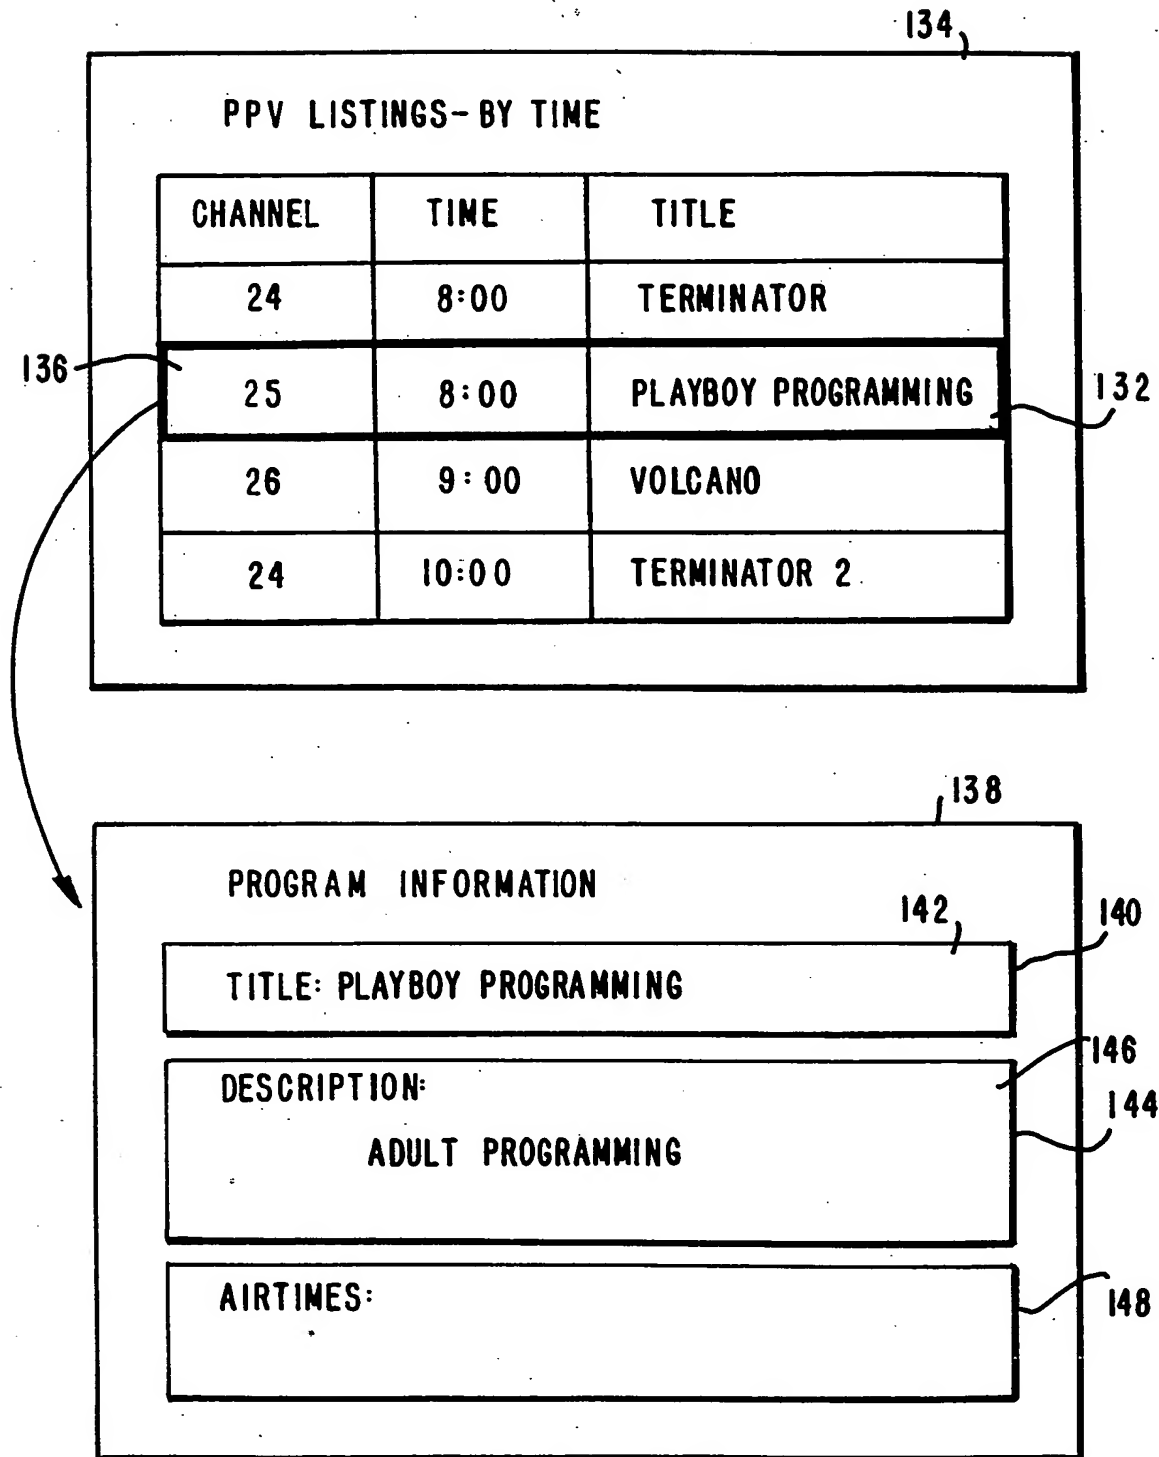 134
PPV LISTINGS-BY TIME
CHANNEL TIME TITLE
24 8:00 TERMINATOR
136
25 8:00 PLAYBOY PROGRAMMING
132
26 9:00 VOLCANO
24 10:00 TERMINATOR 2
138
PROGRAM INFORMATION
142
140
TITLE: PLAYBOY PROGRAMMING
146
DESCRIPTION:
144
ADULT PROGRAMMING
AIRTIMES:
148